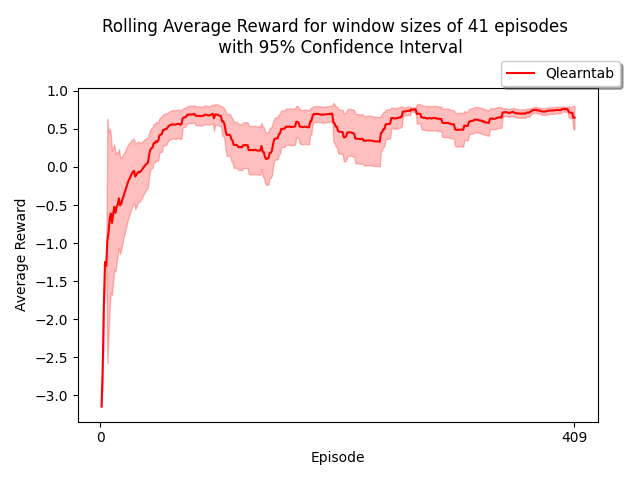 Rolling Average Reward for window sizes of 41 episodes
with 95% Confidence Interval
Qlearntab
1.0
0.5
0.0
−0.5
−1.0
−1.5
−2.0
−2.5
−3.0
Average Reward
0
409
Episode